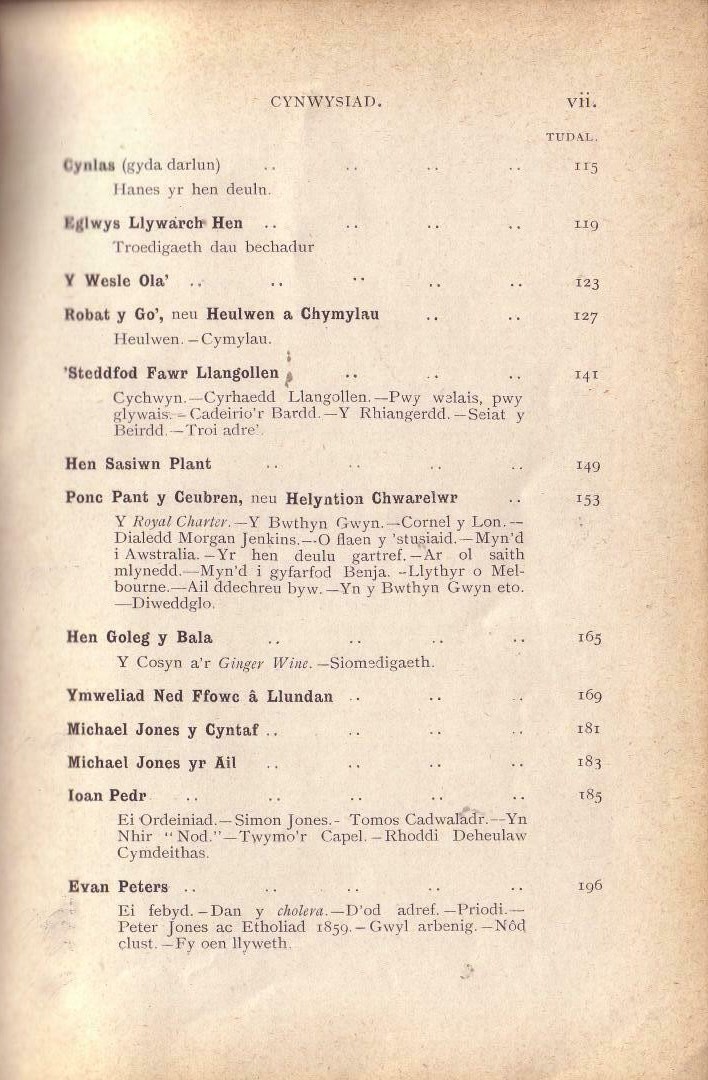 CYNWYSIAD. vii.
TUDAL.
Cynlas (gyda darlun) .. .. .. .. 115
Hanes yr hen deuln.
Eglwys Llywarch Hen .. .. .. .. 119
Troedigaeth dau bechadur
Y Wesle Ola’ .. .. .. .. .. 123
Robat y Go’, neu Heulwen a Chymylau .. .. 127
Heulwen.—Cymylau.
’Steddfod Fawr Llangollen .. .. .. 141
Cychwyn.—Cyrhaedd Llangollen.—Pwy welais, pwy
glywais.—Cadeirio’r Bardd.—Y Rhiangerdd.—Seiat y
Beirdd.—Troi adre’.
Hen Sasiwn Plant .. .. .. .. 149
Ponc Pant y Ceubren, neu Helyntion Chwarelwr .. 153
Y Royal Charter.—Y Bwthyn Gwyn.—Cornel y Lon.—
Dialedd Morgan Jenkins.—O flaen y ’stusiaid.—Myn’d
i Awstralia.—Yr hen deulu gartref.—Ar ol saith
mlynedd.—Myn’d i gyfarfod Benja.—Llythyr o Mel-
bourne.—Ail ddechreu byw.—Yn y Bwthyn Gwyn eto.
—Diweddglo.
Hen Goleg y Bala .. .. .. .. 165
Y Cosyn a’r Ginger Wine.—Siomedigaeth.
Ymweliad Ned Ffowc â Llundan .. .. .. 169
Michael Jones y Cyntaf .. .. .. .. 181
Michael Jones yr Ail .. .. .. .. 183
Ioan Pedr .. .. .. .. .. 185
Ei Ordeiniad.—Simon Jones.—Tomos Cadwaladr.—Yn
Nhir “Nod.”—Twymo’r Capel.—Rhoddi Deheulaw
Cymdeithas.
Evan Peters .. .. .. .. .. 196
Ei febyd.—Dan y cholera.—D’od adref.—Priodi.—
Peter Jones ac Etholiad 1859.—Gwyl arbenig.—Nôd
clust.—Fy oen llyweth.